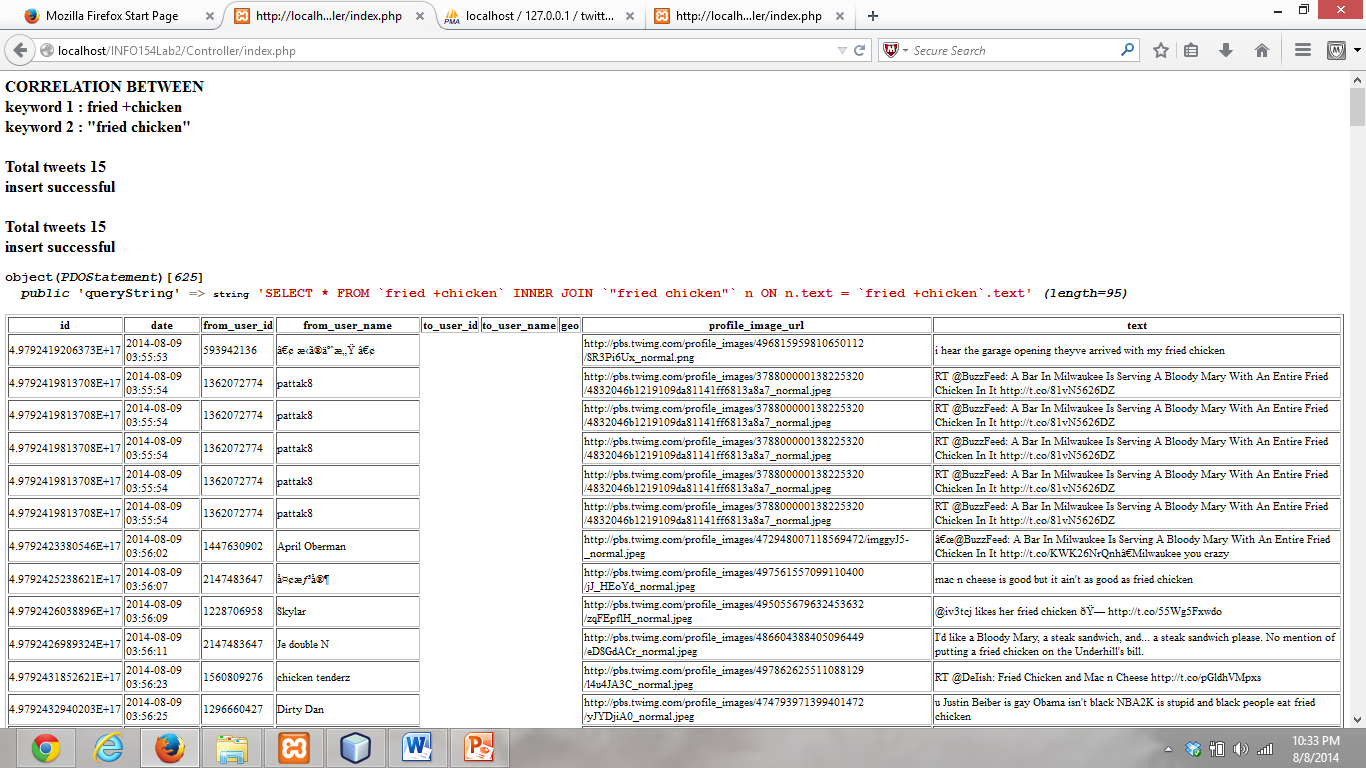 Mozilla Firefox Start Page
http://localh...ler/index.php
localhost / 127.0.0.1 / twitt...
http://localh...ler/index.php
localhost/INFO154Lab2/Controller/index.php
Secure Search
CORRELATION BETWEEN
keyword 1 : fried +chicken
keyword 2 : "fried chicken"
Total tweets 15
insert successful
Total tweets 15
insert successful
object(PDOStatement)[625]
public 'queryString' => string 'SELECT * FROM `fried +chicken` INNER JOIN `"fried chicken"` n ON n.text = `fried +chicken`.text' (length=95)
id date from_user_id from_user_name to_user_id to_user_name geo profile_image_url text
4.9792419206373E+17 2014-08-09 03:55:53 593942136 http://pbs.twimg.com/profile_images/496815959810650112/8R3Pi6Ux_normal.png i hear the garage opening theyve arrived with my fried chicken
4.9792419813708E+17 2014-08-09 03:55:54 1362072774 pattak8 http://pbs.twimg.com/profile_images/378800000138225320/4832046b1219109da81141ff6813a8a7_normal.jpeg RT @BuzzFeed: A Bar In Milwaukee Is Serving A Bloody Mary With An Entire Fried Chicken In It http://t.co/81vN5626DZ
4.9792419813708E+17 2014-08-09 03:55:54 1362072774 pattak8 http://pbs.twimg.com/profile_images/378800000138225320/4832046b1219109da81141ff6813a8a7_normal.jpeg RT @BuzzFeed: A Bar In Milwaukee Is Serving A Bloody Mary With An Entire Fried Chicken In It http://t.co/81vN5626DZ
4.9792419813708E+17 2014-08-09 03:55:54 1362072774 pattak8 http://pbs.twimg.com/profile_images/378800000138225320/4832046b1219109da81141ff6813a8a7_normal.jpeg RT @BuzzFeed: A Bar In Milwaukee Is Serving A Bloody Mary With An Entire Fried Chicken In It http://t.co/81vN5626DZ
4.9792419813708E+17 2014-08-09 03:55:54 1362072774 pattak8 http://pbs.twimg.com/profile_images/378800000138225320/4832046b1219109da81141ff6813a8a7_normal.jpeg RT @BuzzFeed: A Bar In Milwaukee Is Serving A Bloody Mary With An Entire Fried Chicken In It http://t.co/81vN5626DZ
4.9792419813708E+17 2014-08-09 03:55:54 1362072774 pattak8 http://pbs.twimg.com/profile_images/378800000138225320/4832046b1219109da81141ff6813a8a7_normal.jpeg RT @BuzzFeed: A Bar In Milwaukee Is Serving A Bloody Mary With An Entire Fried Chicken In It http://t.co/81vN5626DZ
4.9792423380546E+17 2014-08-09 03:56:02 1447630902 April Oberman http://pbs.twimg.com/profile_images/472948007118569472/imggyJ5-_normal.jpeg â€œ@BuzzFeed: A Bar In Milwaukee Is Serving A Bloody Mary With An Entire Fried Chicken In It http://t.co/KWK26NrQnhâ€Milwaukee you crazy
4.9792425238621E+17 2014-08-09 03:56:07 2147483647 http://pbs.twimg.com/profile_images/497561557099110400/jJ_HEoYd_normal.jpeg mac n cheese is good but it ain't as good as fried chicken
4.9792426038896E+17 2014-08-09 03:56:09 1228706958 Skylar http://pbs.twimg.com/profile_images/495055679632453632/zqFEpflH_normal.jpeg @iv3tcj likes her fried chicken ðŸ— http://t.co/55Wg5Fxwdo
4.9792426989324E+17 2014-08-09 03:56:11 2147483647 Je double N http://pbs.twimg.com/profile_images/486604388405096449/eD8GdACr_normal.jpeg I'd like a Bloody Mary, a steak sandwich, and... a steak sandwich please. No mention of putting a fried chicken on the Underhill's bill.
4.9792431852621E+17 2014-08-09 03:56:23 1560809276 chicken tenderz http://pbs.twimg.com/profile_images/497862625511088129/l4u4JA3C_normal.jpeg RT @Delish: Fried Chicken and Mac n Cheese http://t.co/pGldhVMpxs
4.9792432940203E+17 2014-08-09 03:56:25 1296660427 Dirty Dan http://pbs.twimg.com/profile_images/474793971399401472/yJYDjiA0_normal.jpeg u Justin Beiber is gay Obama isn't black NBA2K is stupid and black people eat fried chicken
10:33 PM
8/8/2014